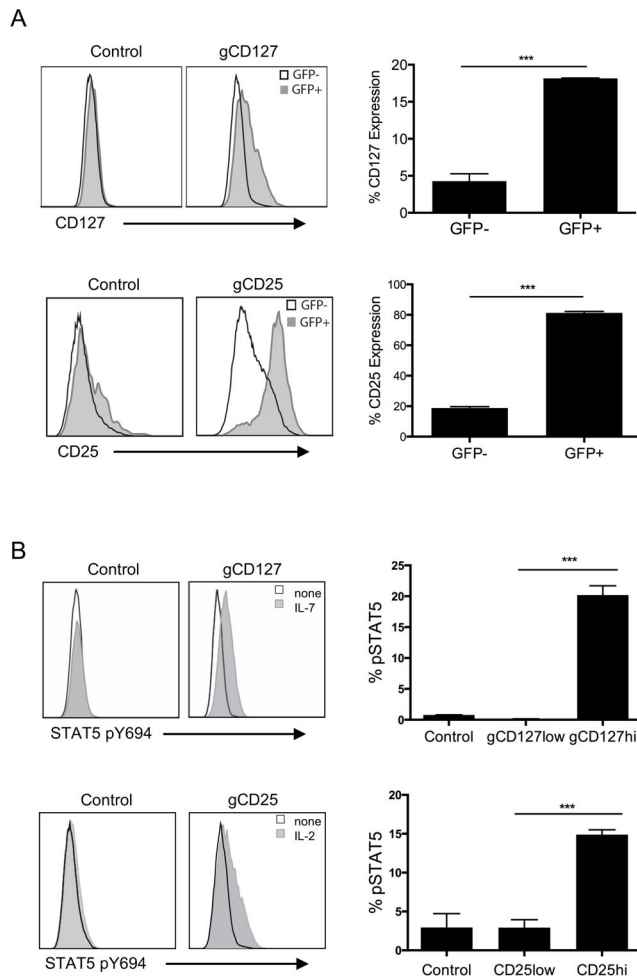 A
Control
gCD127
GFP-
GFP+
CD127
% CD127 Expression
20
15
10
5
0
***
GFP-
GFP+
Control
gCD25
GFP-
GFP+
CD25
% CD25 Expression
100
80
60
40
20
0
***
GFP-
GFP+
B
Control
gCD127
none
IL-7
STAT5 pY694
% pSTAT5
25
20
15
10
5
0
***
Control gCD127low gCD127hi
Control
gCD25
none
IL-2
STAT5 pY694
% pSTAT5
20
15
10
5
0
***
Control CD25low CD25hi